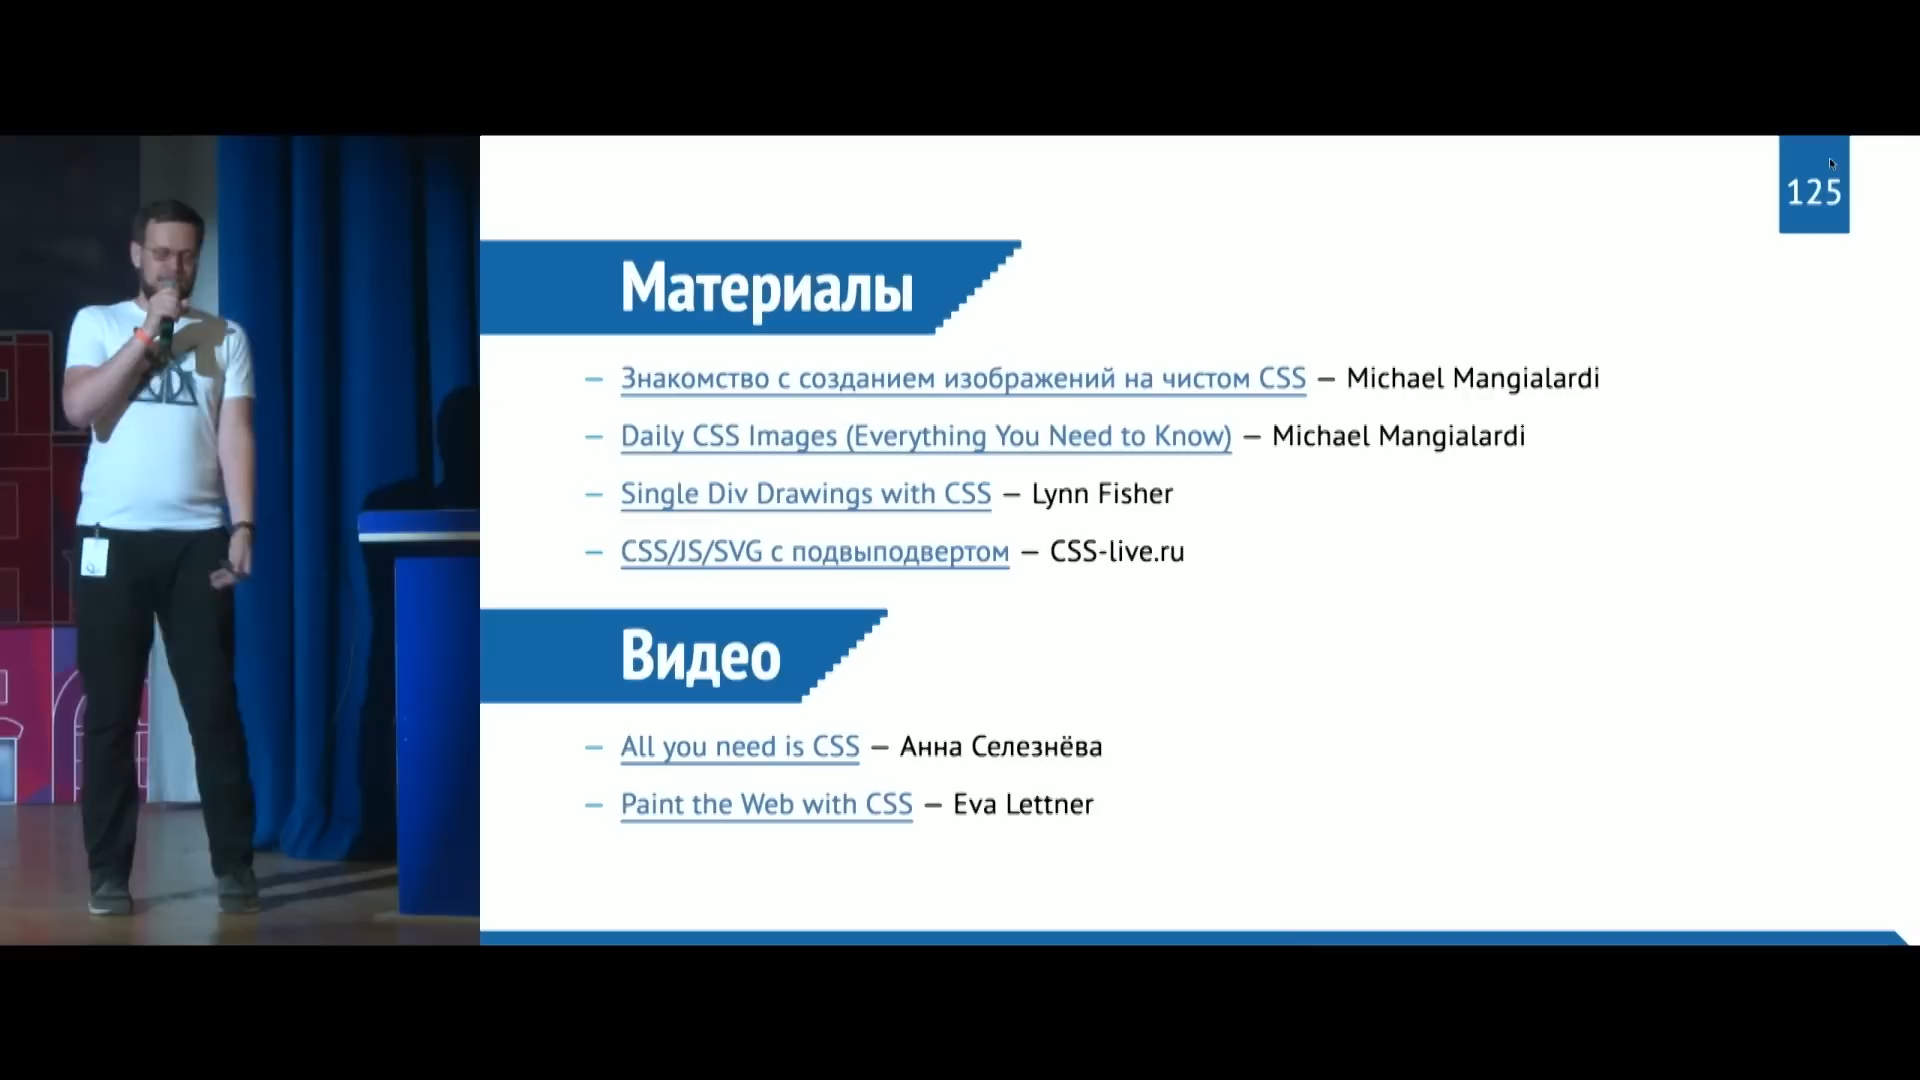 125
Материалы
— Знакомство с созданием изображений на чистом CSS — Michael Mangialardi
— Daily CSS Images (Everything You Need to Know) — Michael Mangialardi
— Single Div Drawings with CSS — Lynn Fisher
— CSS/JS/SVG с подвыподвертом — CSS-live.ru
Видео
— All you need is CSS — Анна Селезнёва
— Paint the Web with CSS — Eva Lettner